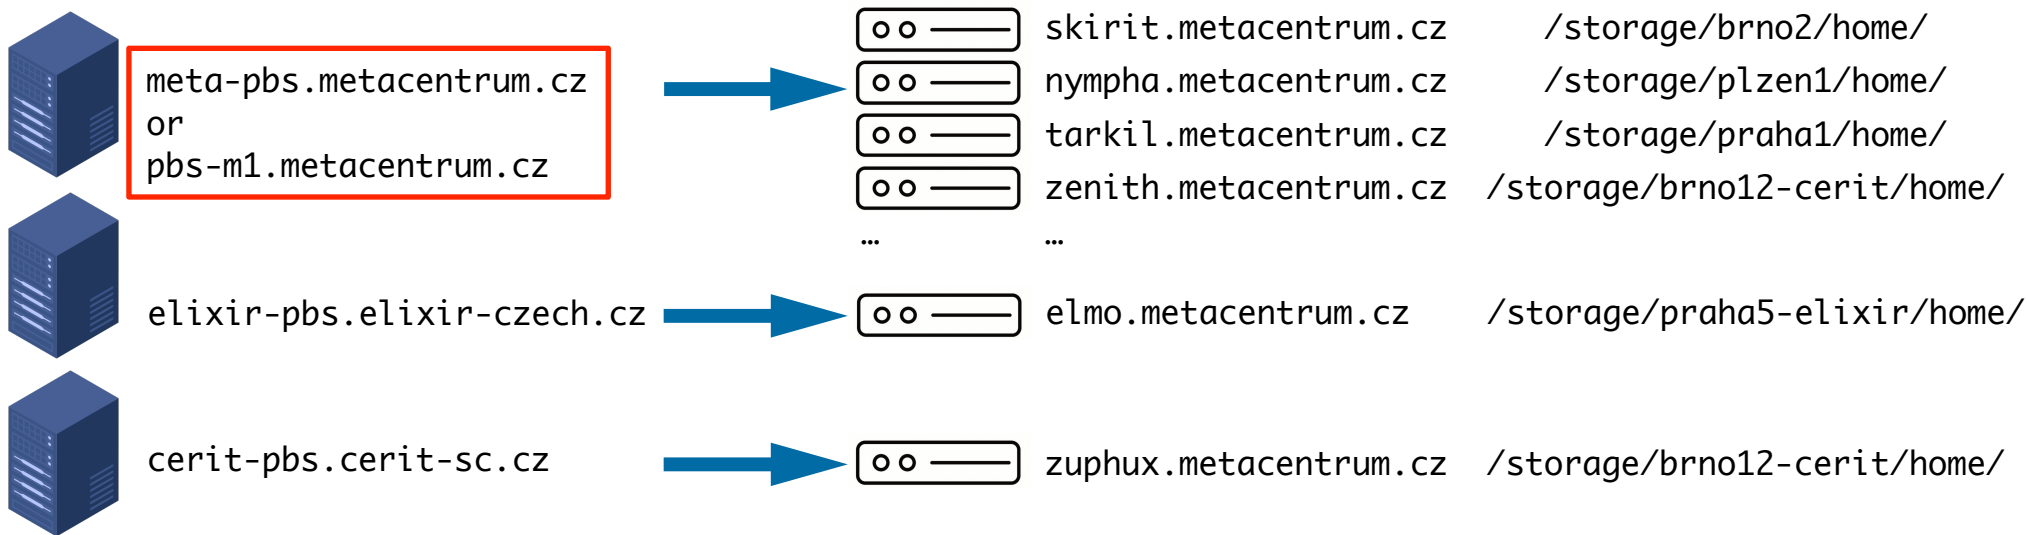 skirit.metacentrum.cz /storage/brno2/home/
meta-pbs.metacentrum.cz
nympha.metacentrum.cz /storage/plzen1/home/
or
tarkil.metacentrum.cz /storage/praha1/home/
pbs-m1.metacentrum.cz
zenith.metacentrum.cz /storage/brno12-cerit/home/
… …
elixir-pbs.elixir-czech.cz
elmo.metacentrum.cz /storage/praha5-elixir/home/
cerit-pbs.cerit-sc.cz
zuphux.metacentrum.cz /storage/brno12-cerit/home/